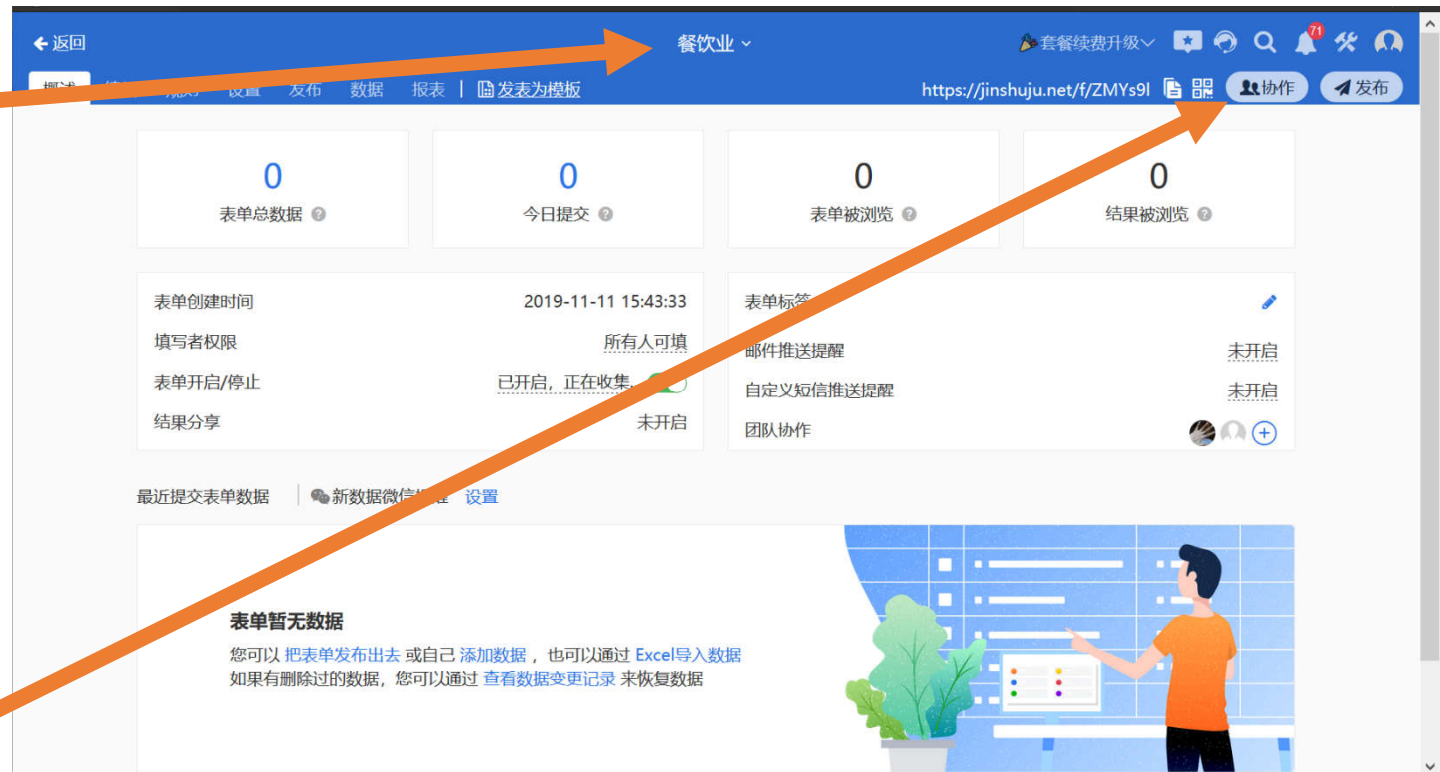 返回
餐饮业
套餐续费升级
71
概述
规则 设置 发布 数据 报表 发表为模板
https://jinshuju.net/f/ZMYs9l
协作
发布
0 0 0 0
表单总数据 今日提交 表单被浏览 结果被浏览
表单创建时间 2019-11-11 15:43:33
填写者权限 所有人可填
表单开启/停止 已开启，正在收集
结果分享 未开启
表单标签
邮件推送提醒 未开启
自定义短信推送提醒 未开启
团队协作
最近提交表单数据 新数据微信 设置
表单暂无数据
您可以 把表单发布出去 或自己 添加数据 ，也可以通过 Excel导入数据
如果有删除过的数据，您可以通过 查看数据变更记录 来恢复数据